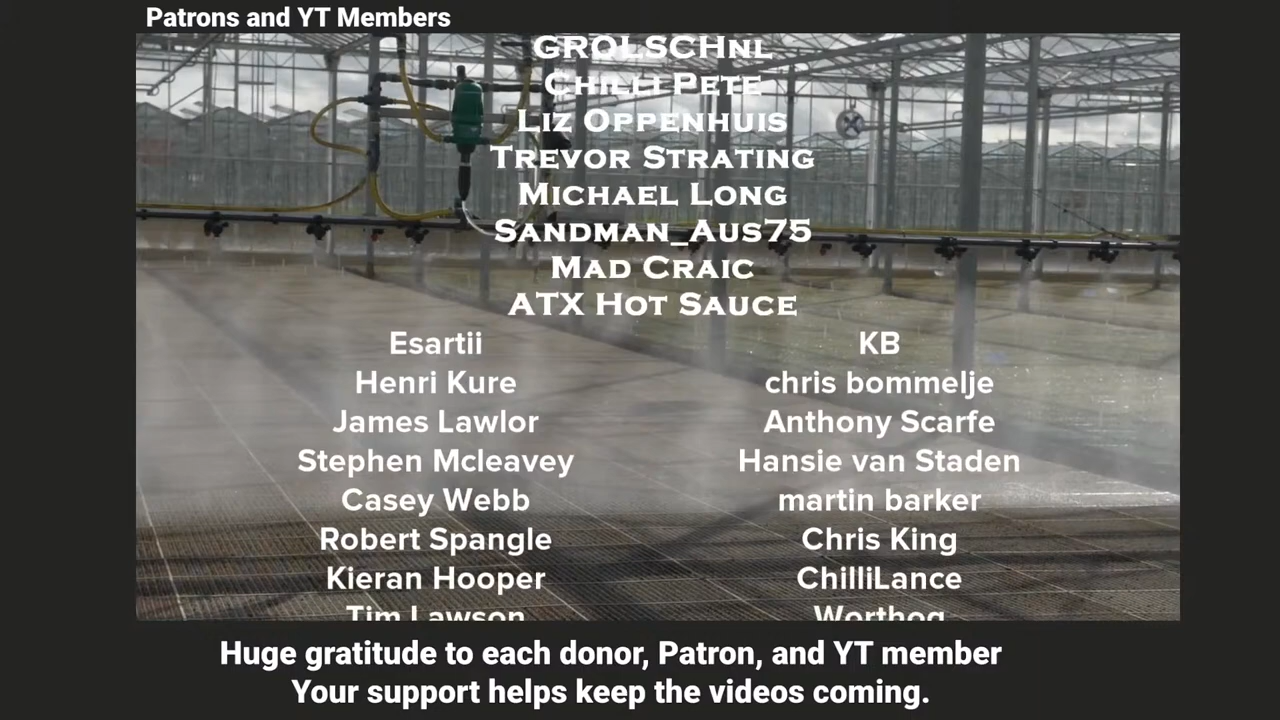 Patrons and YT Members
GROLSCHNL
CHILLI PETE
LIZ OPPENHUIS
TREVOR STRATING
MICHAEL LONG
SANDMAN_AUS75
MAD CRAIC
ATX HOT SAUCE
Esartii KB
Henri Kure chris bommelje
James Lawlor Anthony Scarfe
Stephen Mcleavey Hansie van Staden
Casey Webb martin barker
Robert Spangle Chris King
Kieran Hooper ChilliLance
Tim Lawson Worthog
Huge gratitude to each donor, Patron, and YT member
Your support helps keep the videos coming.